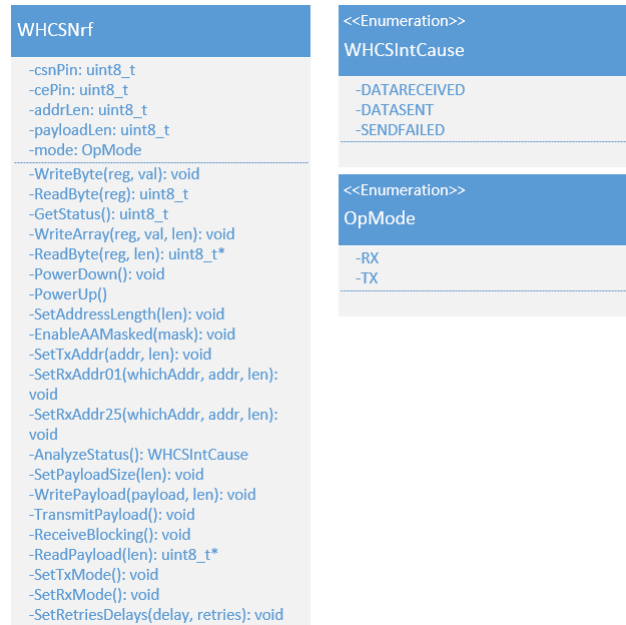 WHCSNrf
-csnPin: uint8_t
-cePin: uint8_t
-addrLen: uint8_t
-payloadLen: uint8_t
-mode: OpMode
-WriteByte(reg, val): void
-ReadByte(reg): uint8_t
-GetStatus(): uint8_t
-WriteArray(reg, val, len): void
-ReadByte(reg, len): uint8_t*
-PowerDown(): void
-PowerUp()
-SetAddressLength(len): void
-EnableAAMasked(mask): void
-SetTxAddr(addr, len): void
-SetRxAddr01(whichAddr, addr, len):
void
-SetRxAddr25(whichAddr, addr, len):
void
-AnalyzeStatus(): WHCSIntCause
-SetPayloadSize(len): void
-WritePayload(payload, len): void
-TransmitPayload(): void
-ReceiveBlocking(): void
-ReadPayload(len): uint8_t*
-SetTxMode(): void
-SetRxMode(): void
-SetRetriesDelays(delay, retries): void
<<Enumeration>>
WHCSIntCause
-DATARECEIVED
-DATASENT
-SENDFAILED
<<Enumeration>>
OpMode
-RX
-TX